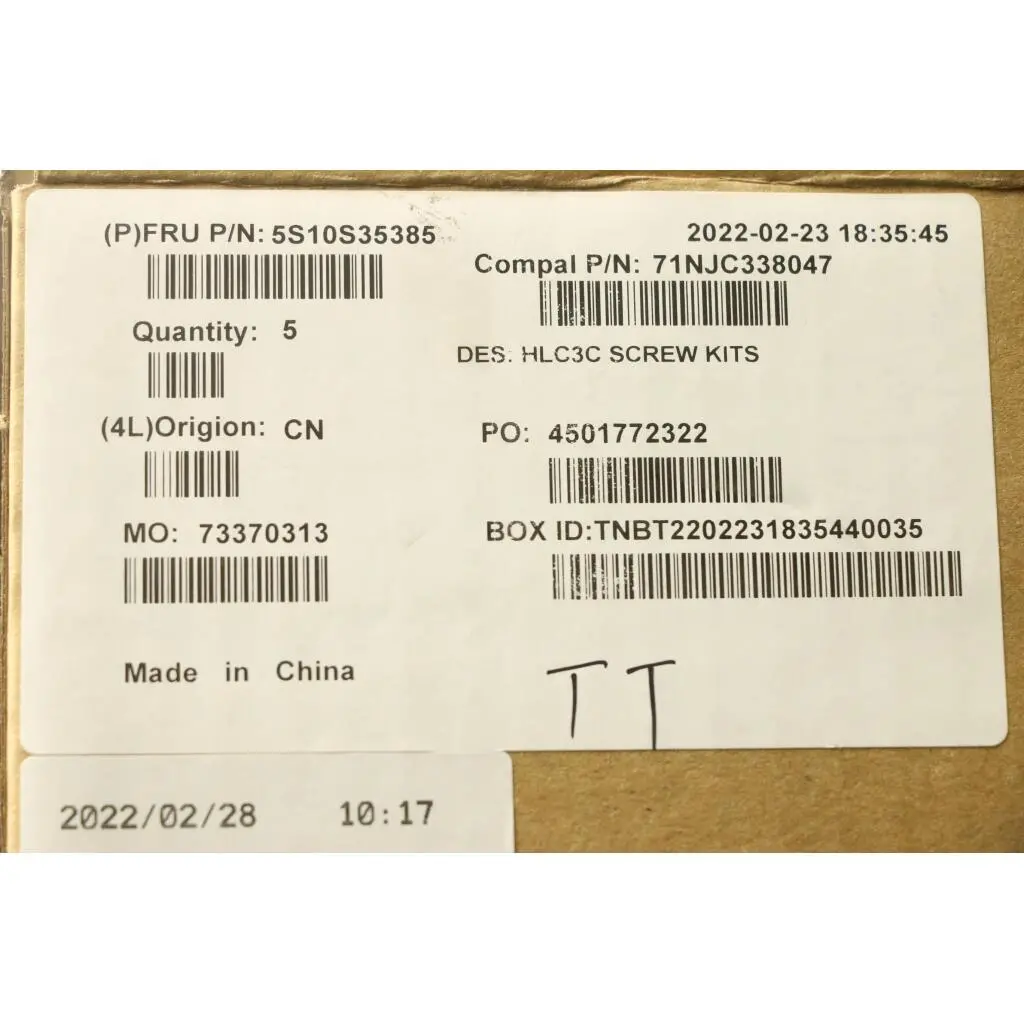 (P)FRU P/N: 5S10S35385
2022-02-23 18:35:45
Compal P/N: 71NJC338047
Quantity: 5
DES: HLC3C SCREW KITS
(4L)Origion: CN
PO: 4501772322
MO: 73370313
BOX ID:TNBT2202231835440035
Made in China
TT
2022/02/28 10:17